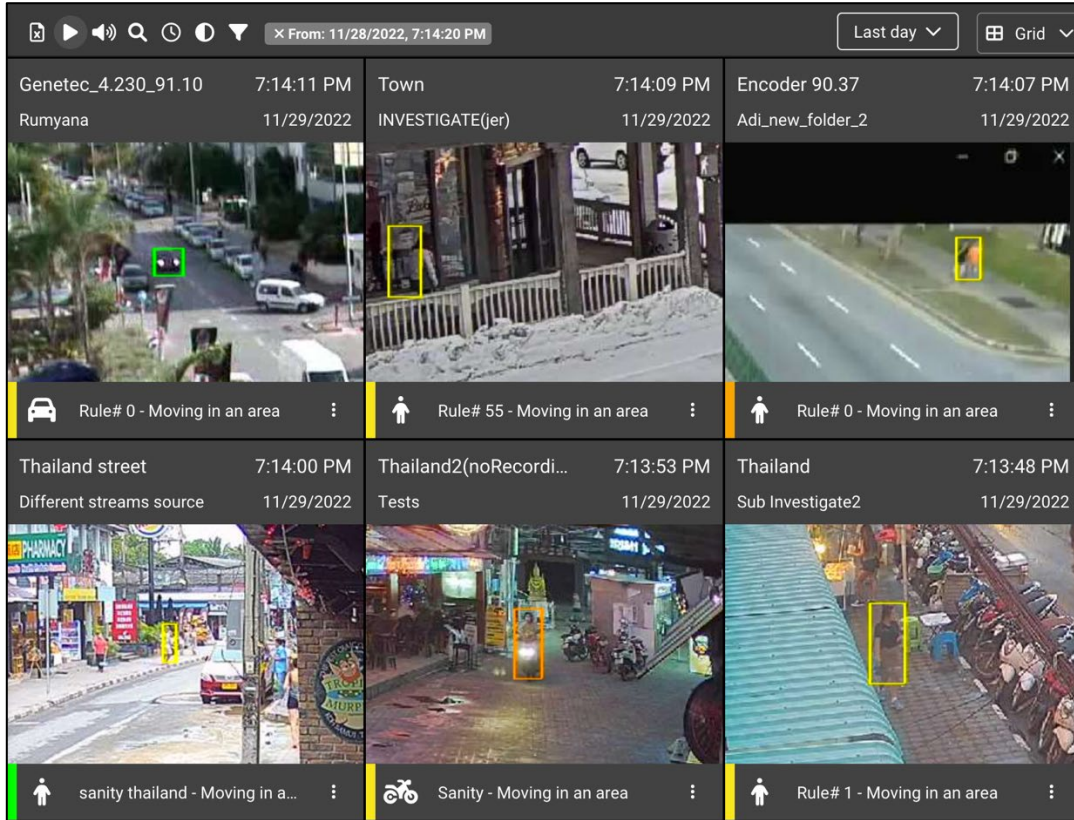 × From: 11/28/2022, 7:14:20 PM
Last day
Grid
Genetec_4.230_91.10 7:14:11 PM
Rumyana 11/29/2022
Town 7:14:09 PM
INVESTIGATE(jer) 11/29/2022
Encoder 90.37 7:14:07 PM
Adi_new_folder_2 11/29/2022
Rule# 0 - Moving in an area
Rule# 55 - Moving in an area
Rule# 0 - Moving in an area
Thailand street 7:14:00 PM
Different streams source 11/29/2022
Thailand2(noRecordi... 7:13:53 PM
Tests 11/29/2022
Thailand 7:13:48 PM
Sub Investigate2 11/29/2022
PHARMACY
sanity thailand - Moving in a...
Sanity - Moving in an area
Rule# 1 - Moving in an area